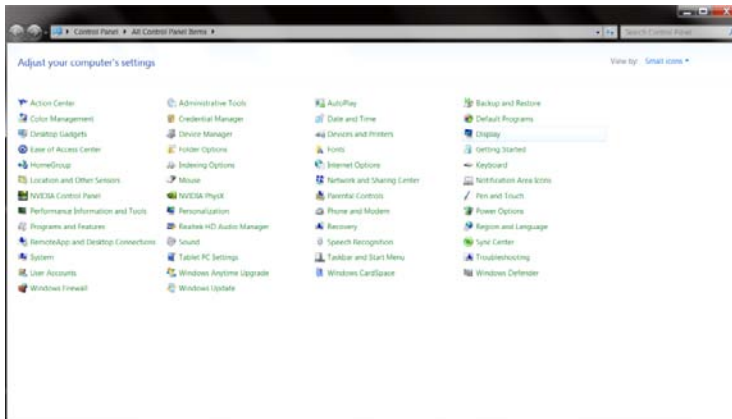 Control Panel ▸ All Control Panel Items ▸
Search Control Panel
Adjust your computer's settings
View by: Small icons
Action Center
Administrative Tools
AutoPlay
Backup and Restore
Color Management
Credential Manager
Date and Time
Default Programs
Desktop Gadgets
Device Manager
Devices and Printers
Display
Ease of Access Center
Folder Options
Fonts
Getting Started
HomeGroup
Indexing Options
Internet Options
Keyboard
Location and Other Sensors
Mouse
Network and Sharing Center
Notification Area Icons
NVIDIA Control Panel
NVIDIA PhysX
Parental Controls
Pen and Touch
Performance Information and Tools
Personalization
Phone and Modem
Power Options
Programs and Features
Realtek HD Audio Manager
Recovery
Region and Language
RemoteApp and Desktop Connections
Sound
Speech Recognition
Sync Center
System
Tablet PC Settings
Taskbar and Start Menu
Troubleshooting
User Accounts
Windows Anytime Upgrade
Windows CardSpace
Windows Defender
Windows Firewall
Windows Update